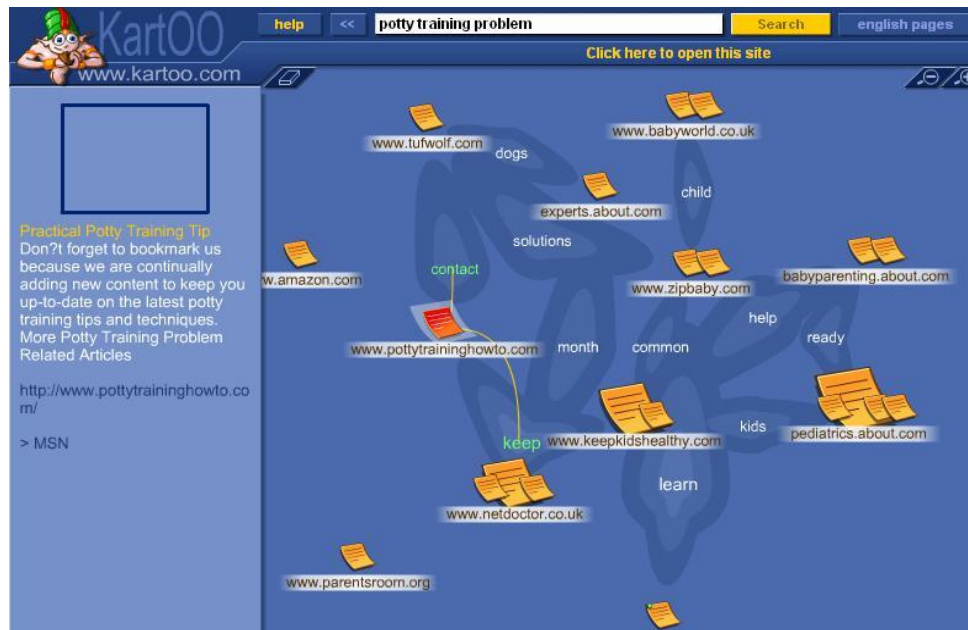 KartOO
www.kartoo.com
help
<<
potty training problem
Search
english pages
Click here to open this site
Practical Potty Training Tip
Don?t forget to bookmark us
because we are continually
adding new content to keep you
up-to-date on the latest potty
training tips and techniques.
More Potty Training Problem
Related Articles
http://www.pottytraininghowto.co
m/
> MSN
www.tufwolf.com
www.babyworld.co.uk
dogs
child
experts.about.com
solutions
w.amazon.com
contact
www.zipbaby.com
babyparenting.about.com
help
ready
www.pottytraininghowto.com
month
common
keep
www.keepkidshealthy.com
kids
pediatrics.about.com
learn
www.netdoctor.co.uk
www.parentsroom.org